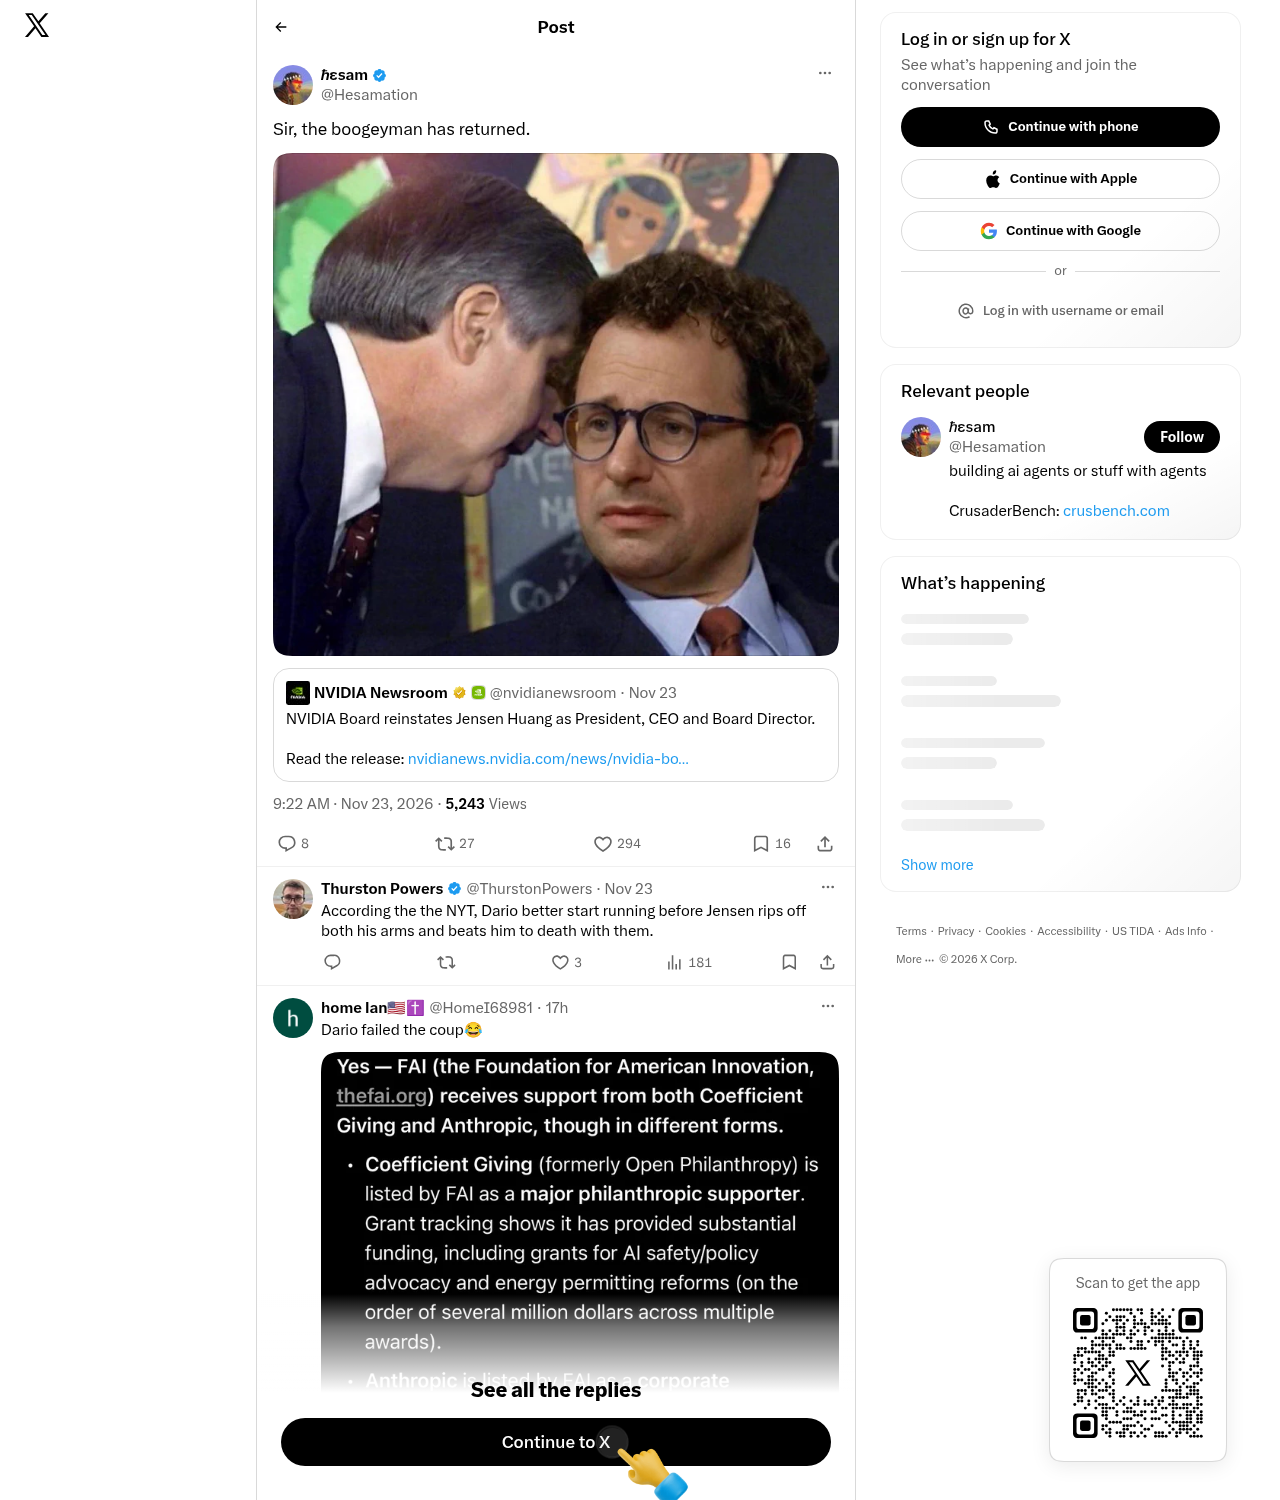 Post
ℏεsam
@Hesamation
Sir, the boogeyman has returned.
NVIDIA Newsroom @nvidianewsroom · Nov 23
NVIDIA Board reinstates Jensen Huang as President, CEO and Board Director.
Read the release: nvidianews.nvidia.com/news/nvidia-bo…
9:22 AM · Nov 23, 2026 · 5,243 Views
8 27 294 16
Thurston Powers @ThurstonPowers · Nov 23
According the the NYT, Dario better start running before Jensen rips off
both his arms and beats him to death with them.
3 181
home Ian🇺🇸✝️ @HomeI68981 · 17h
Dario failed the coup😂
Yes — FAI (the Foundation for American Innovation,
thefai.org) receives support from both Coefficient
Giving and Anthropic, though in different forms.
• Coefficient Giving (formerly Open Philanthropy) is
listed by FAI as a major philanthropic supporter.
Grant tracking shows it has provided substantial
funding, including grants for AI safety/policy
advocacy and energy permitting reforms (on the
order of several million dollars across multiple
awards).
• Anthropic is listed by FAI as a corporate
See all the replies
Continue to X
Log in or sign up for X
See what's happening and join the
conversation
Continue with phone
Continue with Apple
Continue with Google
or
Log in with username or email
Relevant people
ℏεsam
@Hesamation
Follow
building ai agents or stuff with agents
CrusaderBench: crusbench.com
What's happening
Show more
Terms · Privacy · Cookies · Accessibility · US TIDA · Ads Info ·
More ··· © 2026 X Corp.
Scan to get the app